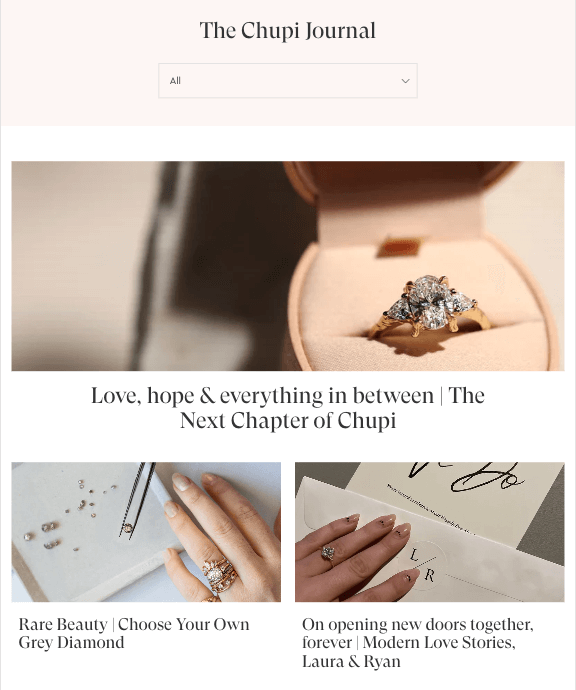 The Chupi Journal
All
Love, hope & everything in between | The
Next Chapter of Chupi
Do
L
R
Rare Beauty | Choose Your Own
Grey Diamond
On opening new doors together,
forever | Modern Love Stories,
Laura & Ryan